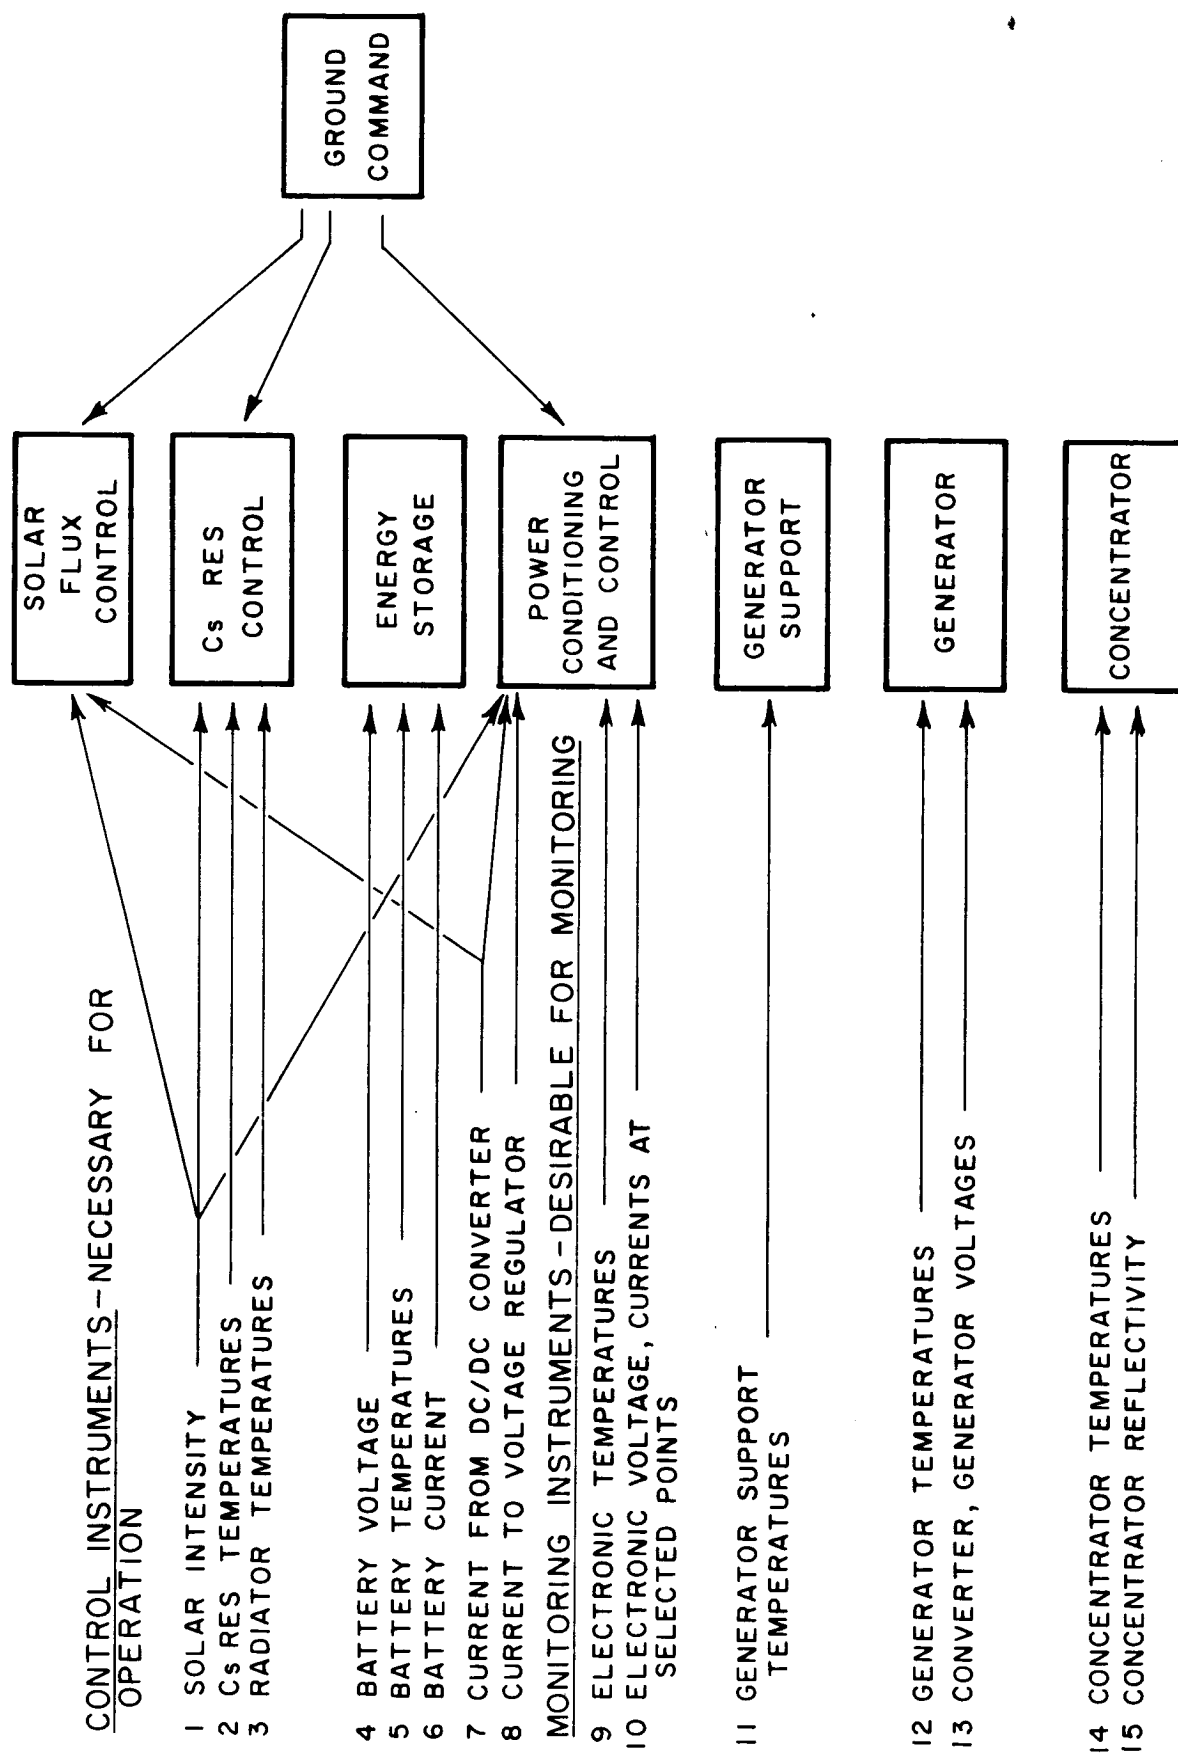 CONTROL INSTRUMENTS-NECESSARY FOR
OPERATION
1 SOLAR INTENSITY
2 Cs RES TEMPERATURES
3 RADIATOR TEMPERATURES
4 BATTERY VOLTAGE
5 BATTERY TEMPERATURES
6 BATTERY CURRENT
7 CURRENT FROM DC/DC CONVERTER
8 CURRENT TO VOLTAGE REGULATOR
MONITORING INSTRUMENTS-DESIRABLE FOR MONITORING
9 ELECTRONIC TEMPERATURES
10 ELECTRONIC VOLTAGE, CURRENTS AT
SELECTED POINTS
11 GENERATOR SUPPORT
TEMPERATURES
12 GENERATOR TEMPERATURES
13 CONVERTER, GENERATOR VOLTAGES
14 CONCENTRATOR TEMPERATURES
15 CONCENTRATOR REFLECTIVITY
SOLAR
FLUX
CONTROL
Cs RES
CONTROL
ENERGY
STORAGE
POWER
CONDITIONING
AND CONTROL
GENERATOR
SUPPORT
GENERATOR
CONCENTRATOR
GROUND
COMMAND